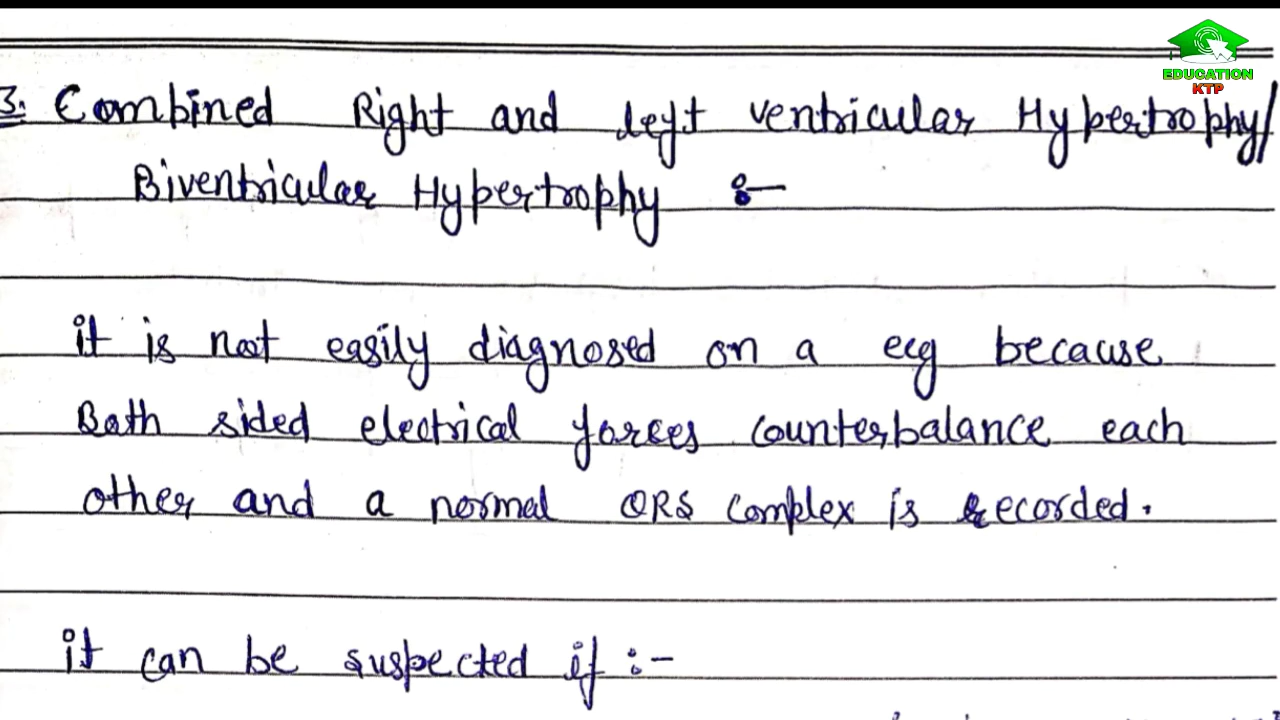 EDUCATION
KTP
3. Combined Right and left ventricular Hypertrophy/
Biventricular Hypertrophy :-
it is not easily diagnosed on a ecg because
Both sided electrical forces counterbalance each
other and a normal QRS complex is recorded.
it can be suspected if :-